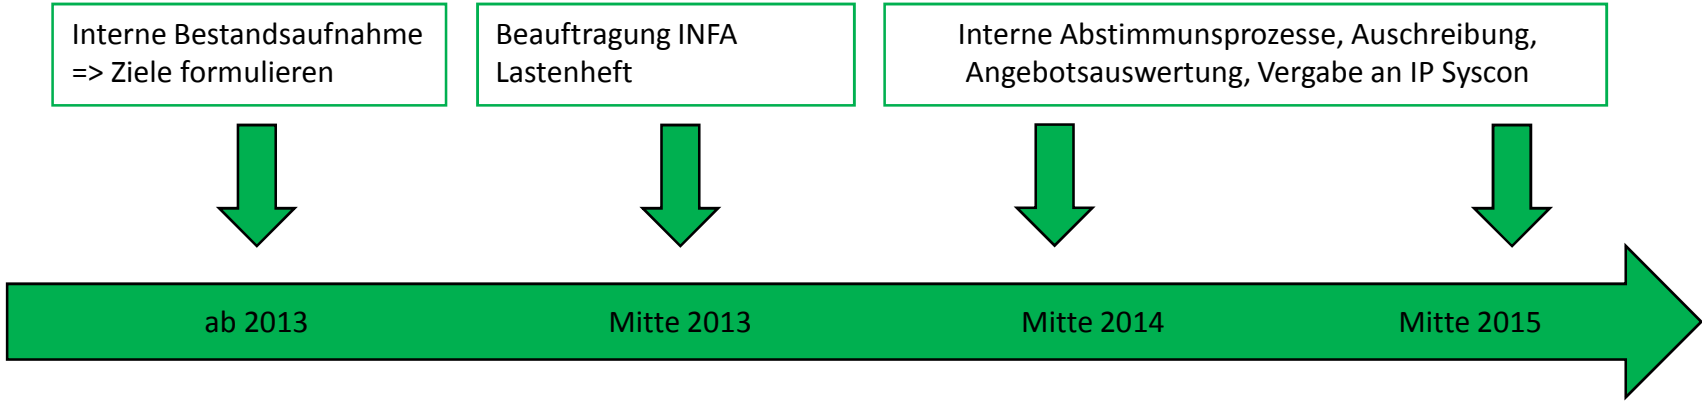 Interne Bestandsaufnahme
=> Ziele formulieren
Beauftragung INFA
Lastenheft
Interne Abstimmunsprozesse, Auschreibung,
Angebotsauswertung, Vergabe an IP Syscon
ab 2013
Mitte 2013
Mitte 2014
Mitte 2015